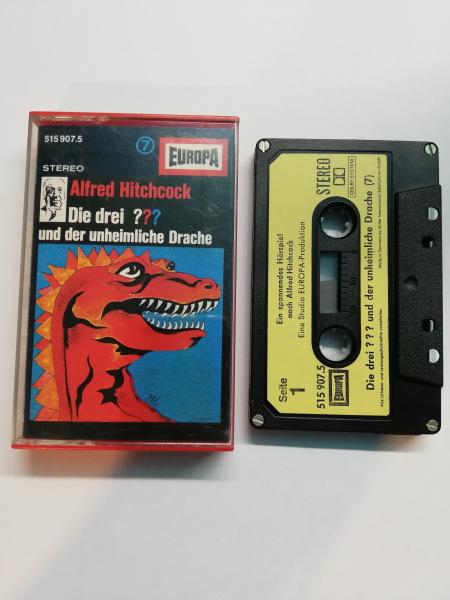 515 907.5
7
EUROPA
STEREO
Alfred Hitchcock
Die drei ???
und der unheimliche Drache
Seite
1
515 907.5
EUROPA
STEREO
DOLBY SYSTEM
Ein spannendes Hörspiel
nach Alfred Hitchcock
Eine Studio EUROPA-Produktion
Die drei ??? und der unheimliche Drache (7)